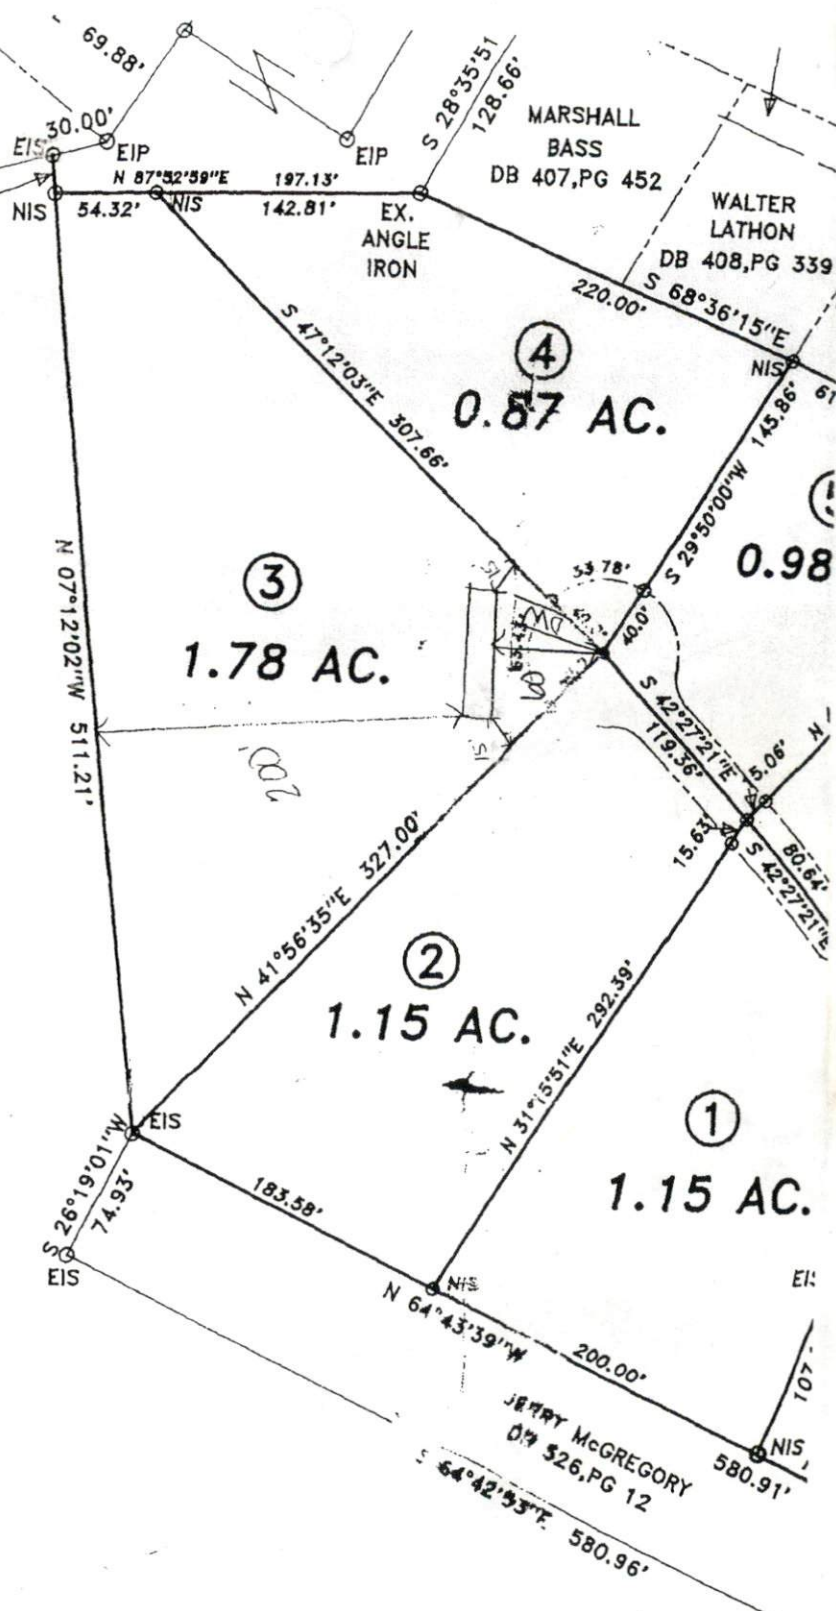 69.88'
30.00'
EIS
EIP
EIP
S 28°35'51
128.66'
MARSHALL
BASS
DB 407,PG 452
WALTER
LATHON
DB 408,PG 339
N 87°52'59"E 197.13'
NIS
54.32'
NIS
142.81'
EX.
ANGLE
IRON
220.00'
S 68°36'15"E
NIS
61
S 47°12'03"E 307.66'
4
0.87 AC.
S 29°50'00"W 145.86'
0.98
3
1.78 AC.
N 07°12'02"W 511.21'
33.78'
40.0'
DW
60
15'
200'
S 42°27'21"E
119.36'
5.06'
N
15.63'
80.64'
S 42°27'21"E
N 41°56'35"E 327.00'
2
1.15 AC.
N 31°15'51"E 292.39'
1
1.15 AC.
EIS
S 26°19'01"W
74.93'
EIS
183.58'
NIS
N 64°43'39"W
200.00'
107
NIS
580.91'
JERRY McGREGORY
DB 326,PG 12
S 64°42'53"E 580.96'